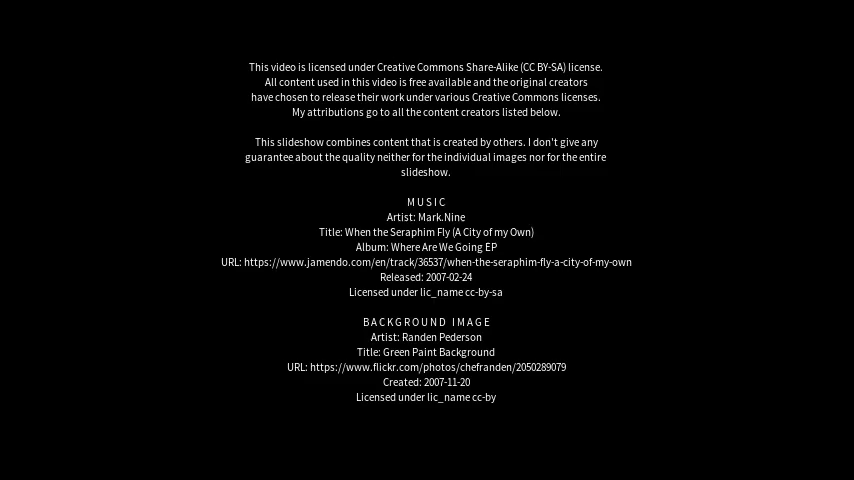 This video is licensed under Creative Commons Share-Alike (CC BY-SA) license.
All content used in this video is free available and the original creators
have chosen to release their work under various Creative Commons licenses.
My attributions go to all the content creators listed below.
This slideshow combines content that is created by others. I don't give any
guarantee about the quality neither for the individual images nor for the entire
slideshow.
MUSIC
Artist: Mark.Nine
Title: When the Seraphim Fly (A City of my Own)
Album: Where Are We Going EP
URL: https://www.jamendo.com/en/track/36537/when-the-seraphim-fly-a-city-of-my-own
Released: 2007-02-24
Licensed under lic_name cc-by-sa
BACKGROUND IMAGE
Artist: Randen Pederson
Title: Green Paint Background
URL: https://www.flickr.com/photos/chefranden/2050289079
Created: 2007-11-20
Licensed under lic_name cc-by